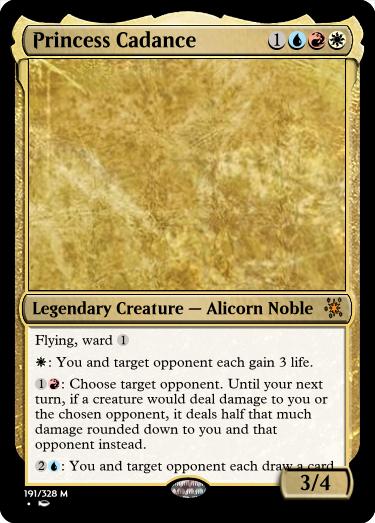 Princess Cadance 1
Legendary Creature — Alicorn Noble
Flying, ward 1
: You and target opponent each gain 3 life.
1 : Choose target opponent. Until your next
turn, if a creature would deal damage to you or
the chosen opponent, it deals half that much
damage rounded down to you and that
opponent instead.
2 : You and target opponent each draw a card.
3/4
191/328 M